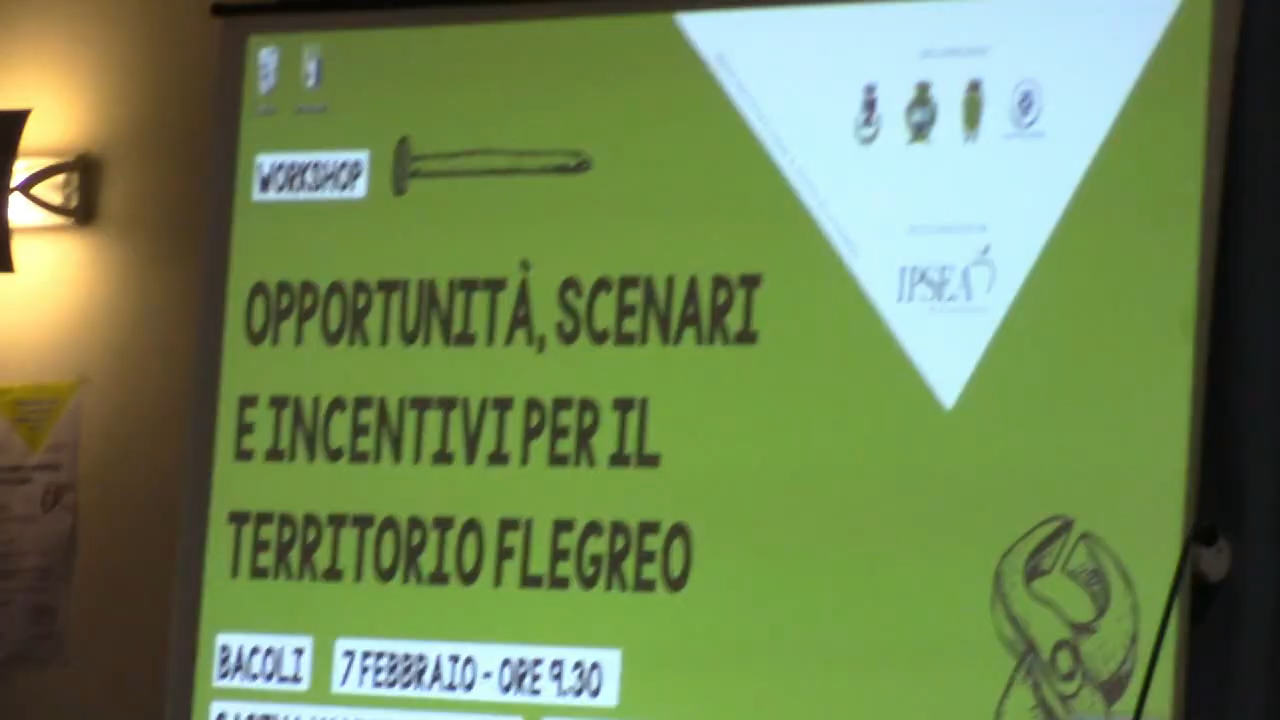 WORKSHOP
OPPORTUNITÀ, SCENARI
E INCENTIVI PER IL
TERRITORIO FLEGREO
BACOLI
7 FEBBRAIO - ORE 9.30
IPSEA